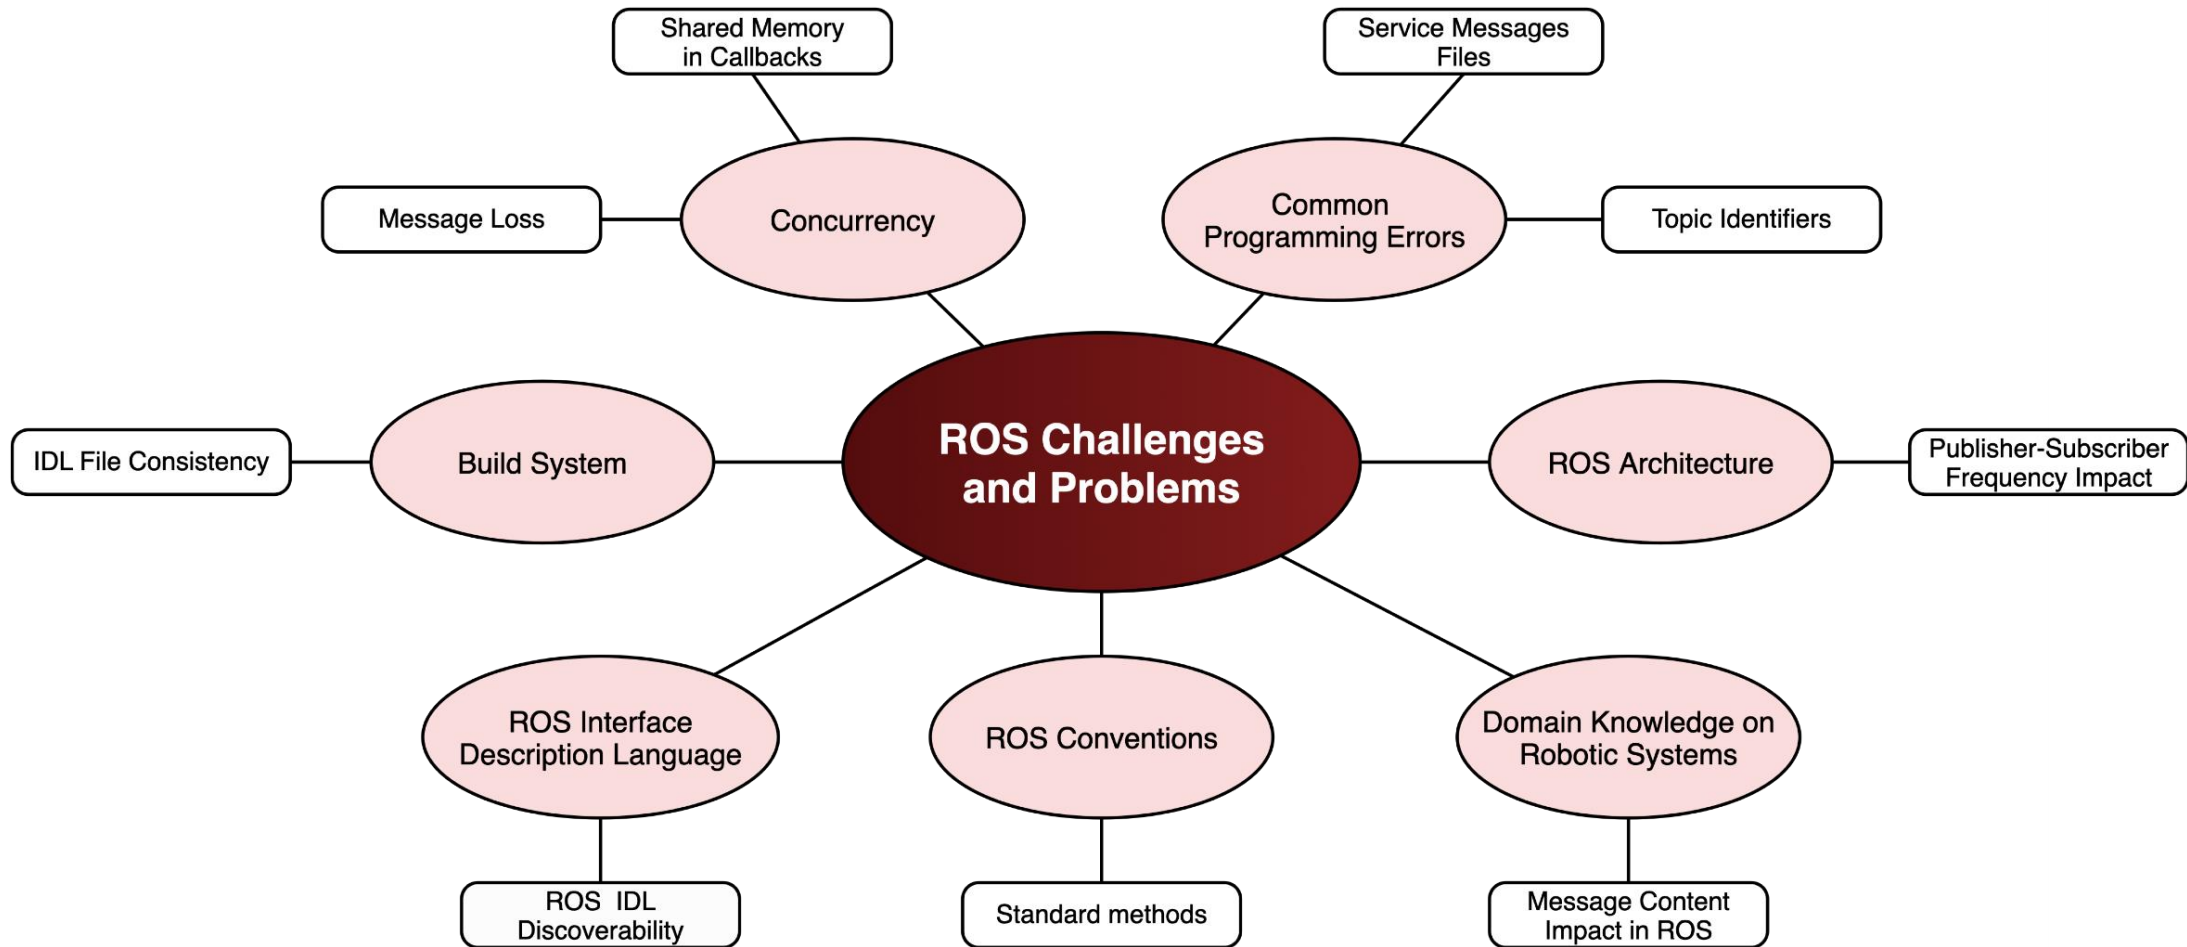 Shared Memory
in Callbacks
Service Messages
Files
Message Loss
Concurrency
Common
Programming Errors
Topic Identifiers
IDL File Consistency
Build System
ROS Challenges
and Problems
ROS Architecture
Publisher-Subscriber
Frequency Impact
ROS Interface
Description Language
ROS Conventions
Domain Knowledge on
Robotic Systems
ROS IDL
Discoverability
Standard methods
Message Content
Impact in ROS